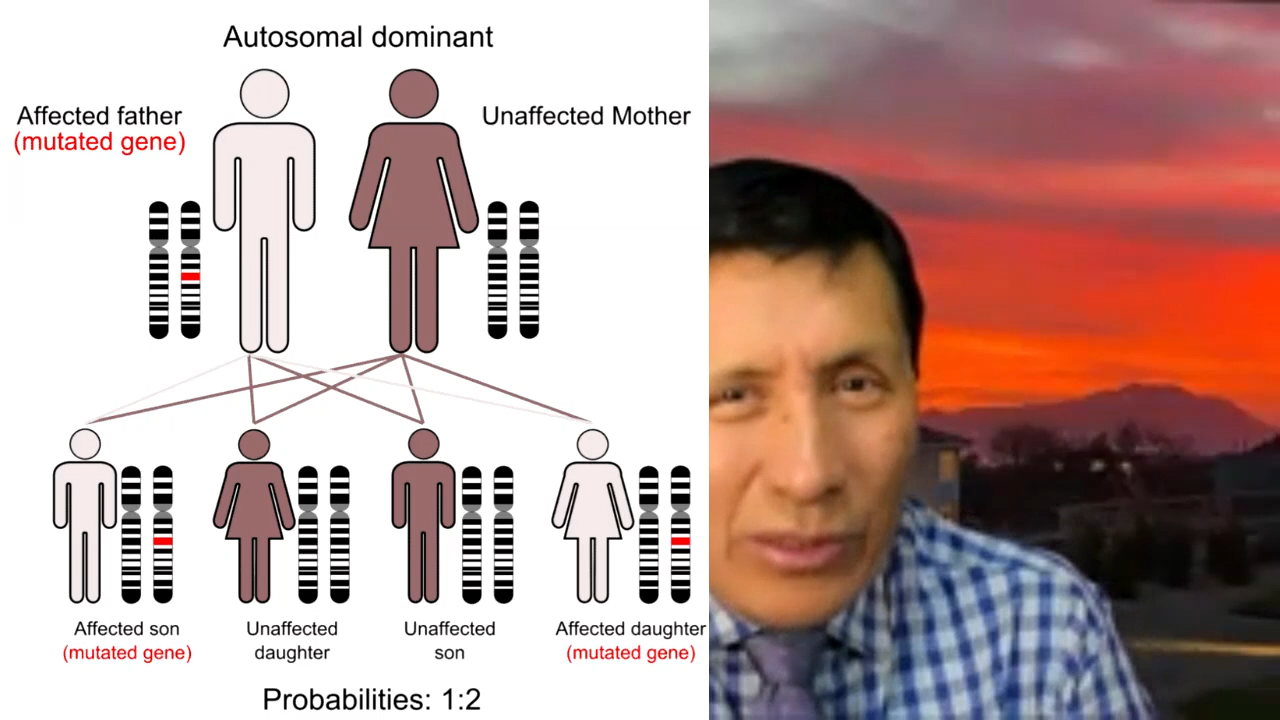 Autosomal dominant
Affected father
(mutated gene)
Unaffected Mother
Affected son
(mutated gene)
Unaffected
daughter
Unaffected
son
Affected daughter
(mutated gene)
Probabilities: 1:2